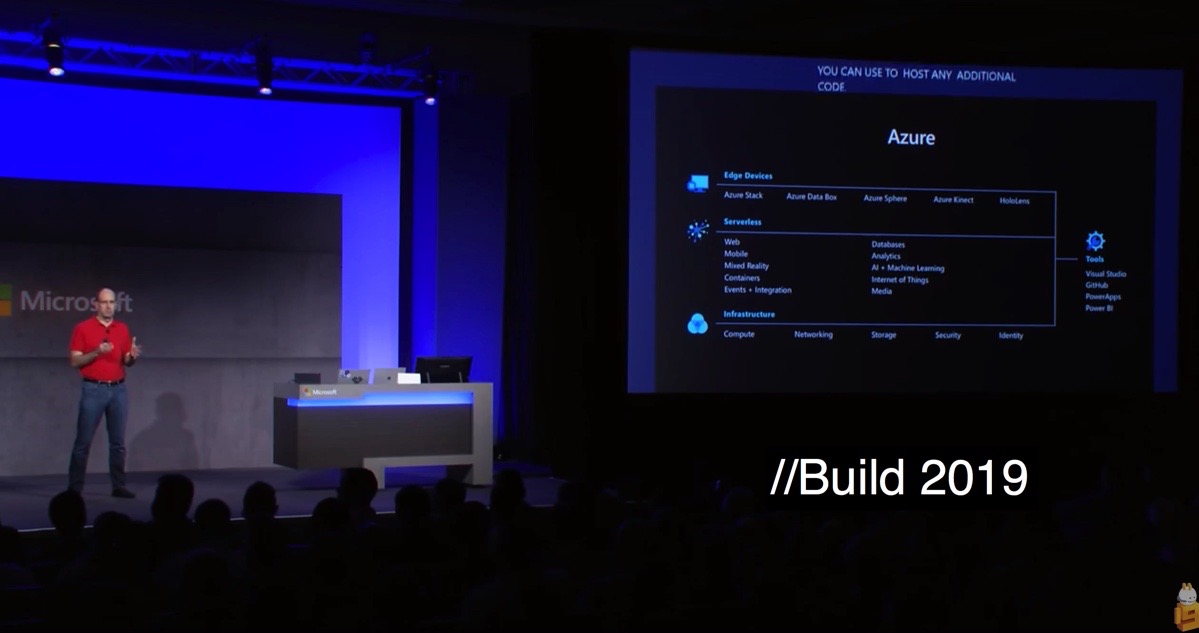 YOU CAN USE TO HOST ANY ADDITIONAL
CODE.
Azure
Edge Devices
Azure Stack Azure Data Box Azure Sphere Azure Kinect HoloLens
Serverless
Web Databases
Mobile Analytics
Mixed Reality AI + Machine Learning
Containers Internet of Things
Events + Integration Media
Tools
Visual Studio
GitHub
PowerApps
Power BI
Infrastructure
Compute Networking Storage Security Identity
Microsoft
Microsoft
//Build 2019